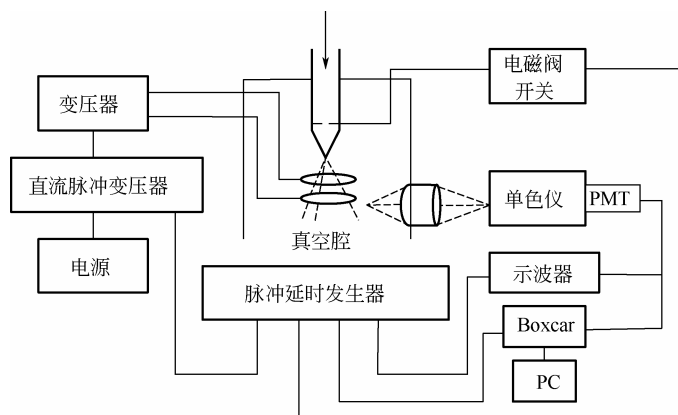 电磁阀
开关
变压器
直流脉冲变压器
电源
真空腔
单色仪
PMT
脉冲延时发生器
示波器
Boxcar
PC